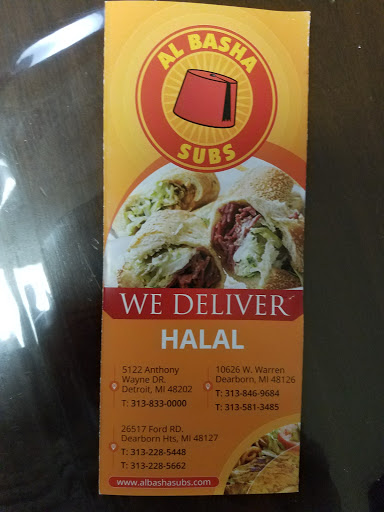 AL BASHA
SUBS
WE DELIVER
HALAL
5122 Anthony
Wayne DR.
Detroit, MI 48202
T: 313-833-0000
10626 W. Warren
Dearborn, MI 48126
T: 313-846-9684
T: 313-581-3485
26517 Ford RD.
Dearborn Hts, MI 48127
T: 313-228-5448
T: 313-228-5662
www.albashasubs.com